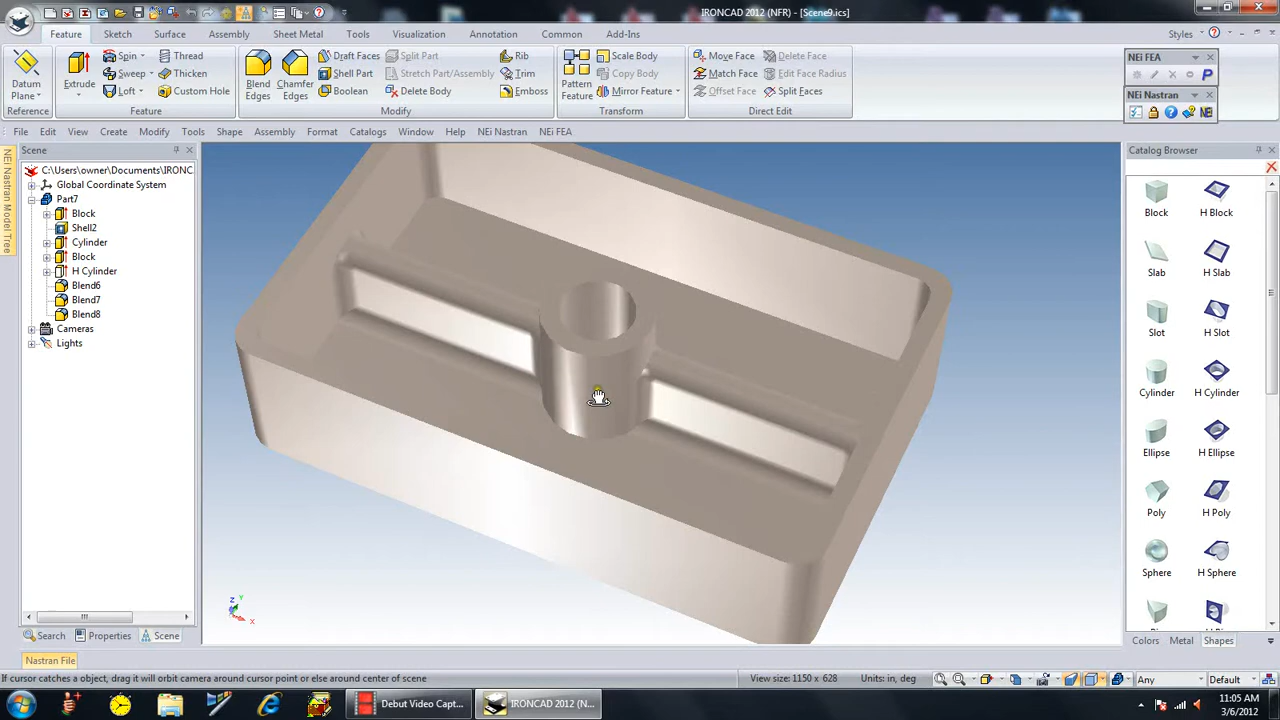 IRONCAD 2012 (NFR) - [Scene9.ics]
Feature Sketch Surface Assembly Sheet Metal Tools Visualization Annotation Common Add-Ins Styles
Datum Plane
Reference
Extrude
Spin
Sweep
Loft
Thread
Thicken
Custom Hole
Feature
Blend Edges
Chamfer Edges
Draft Faces
Shell Part
Boolean
Split Part
Stretch Part/Assembly
Delete Body
Rib
Trim
Emboss
Modify
Pattern Feature
Scale Body
Copy Body
Mirror Feature
Transform
Move Face
Match Face
Offset Face
Delete Face
Edit Face Radius
Split Faces
Direct Edit
NEi FEA
NEi Nastran
File Edit View Create Modify Tools Shape Assembly Format Catalogs Window Help NEi Nastran NEi FEA
NEi Nastran Model Tree
Scene
C:\Users\owner\Documents\IRONC
Global Coordinate System
Part7
Block
Shell2
Cylinder
Block
H Cylinder
Blend6
Blend7
Blend8
Cameras
Lights
Search Properties Scene
Z Y X
Catalog Browser
Block H Block
Slab H Slab
Slot H Slot
Cylinder H Cylinder
Ellipse H Ellipse
Poly H Poly
Sphere H Sphere
Colors Metal Shapes
Nastran File
If cursor catches a object, drag it will orbit camera around cursor point or else around center of scene
View size: 1150 x 628 Units: in, deg Any Default
Debut Video Capt... IRONCAD 2012 (N...
11:05 AM
3/6/2012